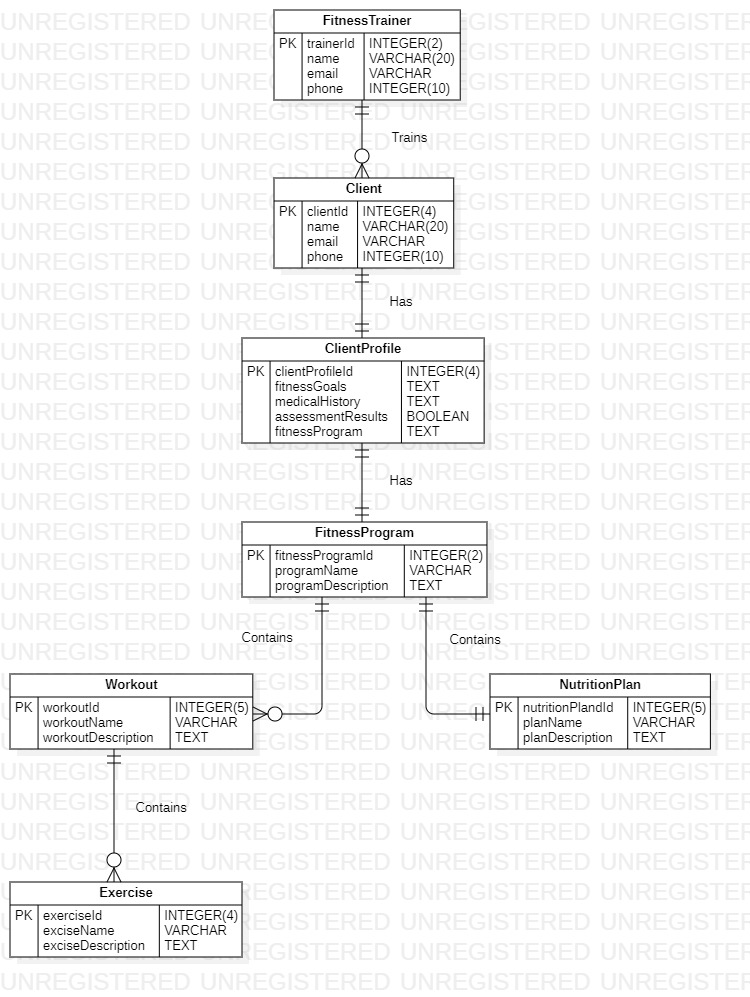 FitnessTrainer
PK trainerId INTEGER(2)
name VARCHAR(20)
email VARCHAR
phone INTEGER(10)
Trains
Client
PK clientId INTEGER(4)
name VARCHAR(20)
email VARCHAR
phone INTEGER(10)
Has
ClientProfile
PK clientProfileId INTEGER(4)
fitnessGoals TEXT
medicalHistory TEXT
assessmentResults BOOLEAN
fitnessProgram TEXT
Has
FitnessProgram
PK fitnessProgramId INTEGER(2)
programName VARCHAR
programDescription TEXT
Contains
Contains
Workout
PK workoutId INTEGER(5)
workoutName VARCHAR
workoutDescription TEXT
NutritionPlan
PK nutritionPlandId INTEGER(5)
planName VARCHAR
planDescription TEXT
Contains
Exercise
PK exerciseId INTEGER(4)
exciseName VARCHAR
exciseDescription TEXT
UNREGISTERED